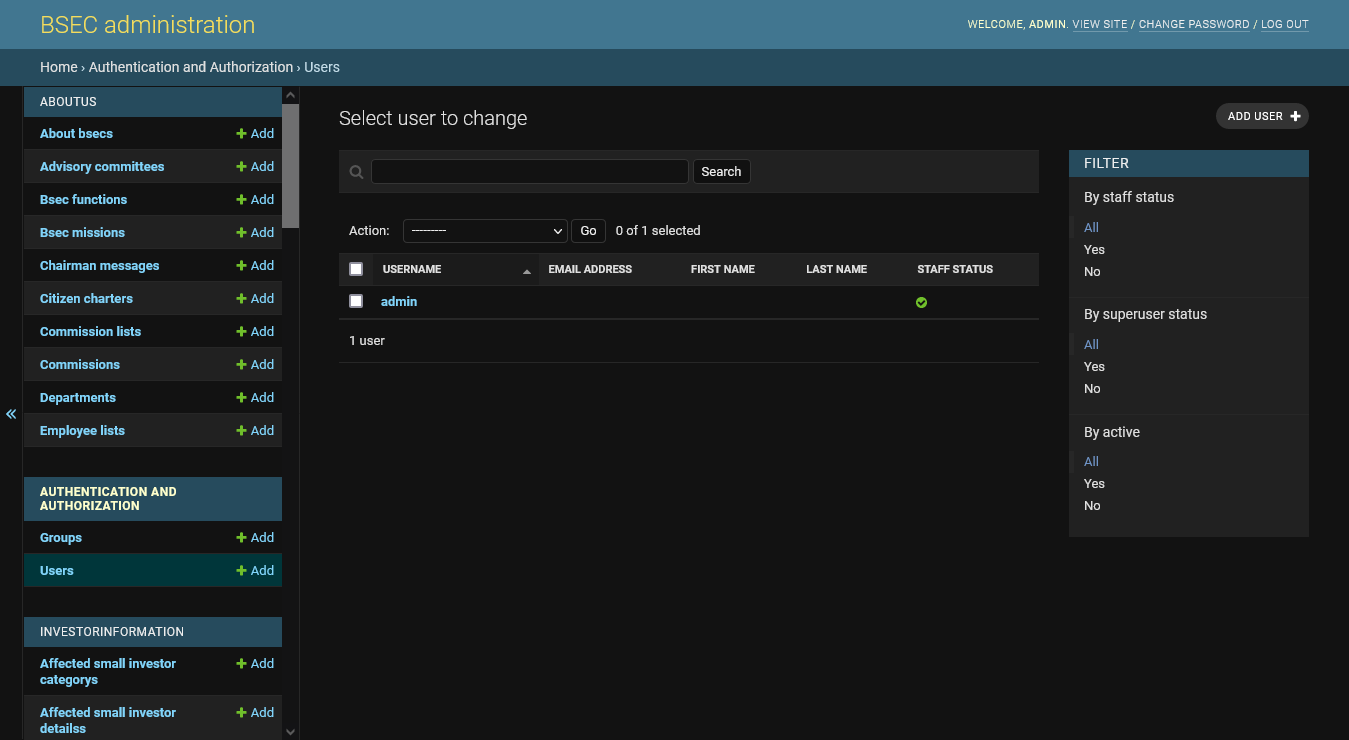 BSEC administration
WELCOME, ADMIN. VIEW SITE / CHANGE PASSWORD / LOG OUT
Home › Authentication and Authorization › Users
ABOUTUS
About bsecs Add
Advisory committees Add
Bsec functions Add
Bsec missions Add
Chairman messages Add
Citizen charters Add
Commission lists Add
Commissions Add
Departments Add
Employee lists Add
AUTHENTICATION AND
AUTHORIZATION
Groups Add
Users Add
INVESTORINFORMATION
Affected small investor Add
categorys
Affected small investor Add
detailss
«
Select user to change
ADD USER
Search
Action: --------- Go 0 of 1 selected
USERNAME EMAIL ADDRESS FIRST NAME LAST NAME STAFF STATUS
admin
1 user
FILTER
By staff status
All
Yes
No
By superuser status
All
Yes
No
By active
All
Yes
No